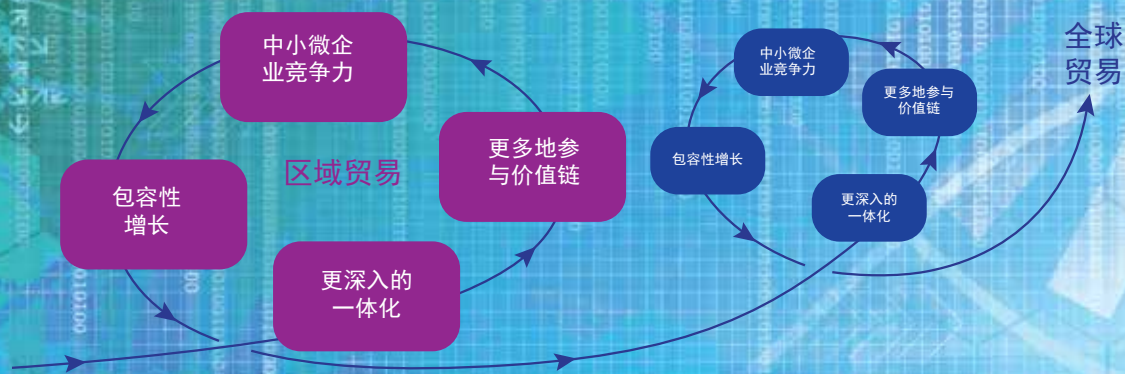 中小微企
业竞争力
区域贸易
更多地参
与价值链
包容性
增长
更深入的
一体化
中小微企
业竞争力
更多地参与
价值链
包容性增长
更深入的
一体化
全球
贸易